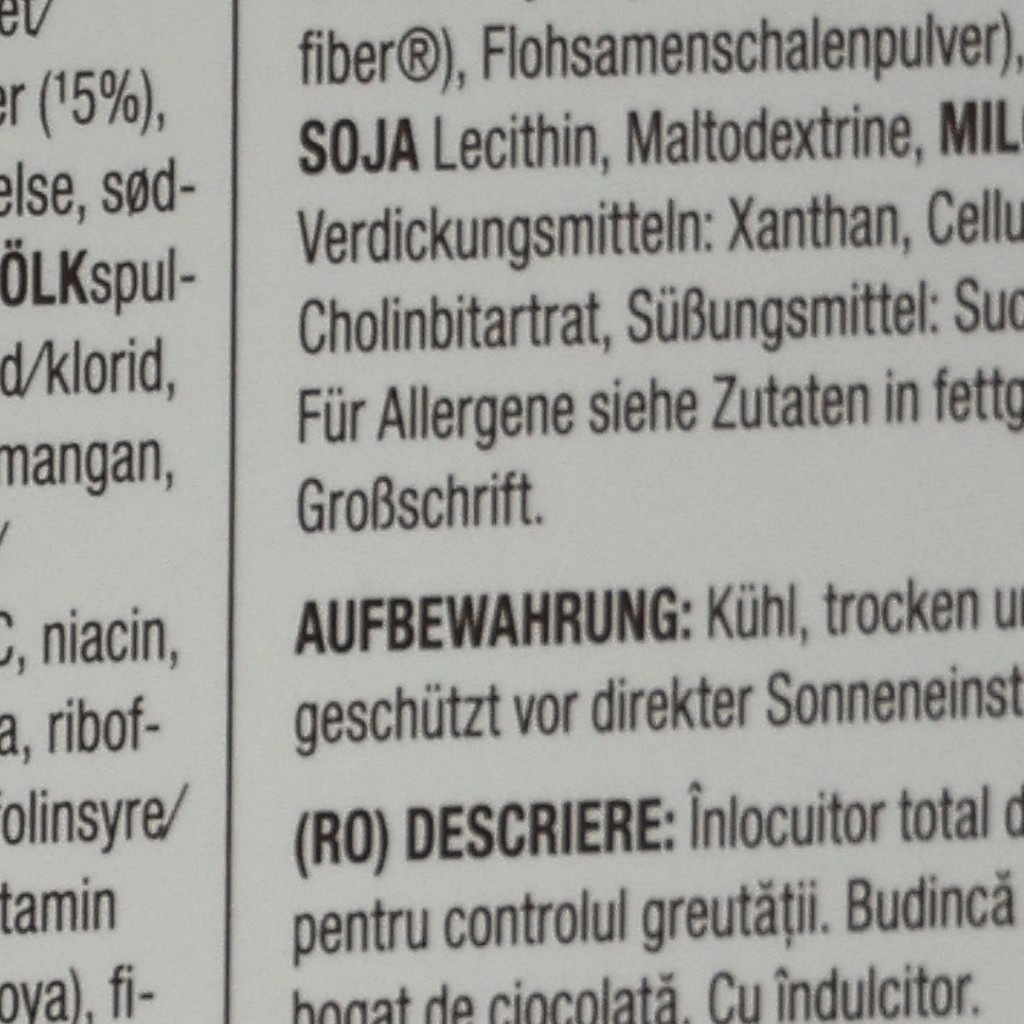 er (¹5%),
else, sød-
ÖLKspul-
d/klorid,
mangan,
/
C, niacin,
a, ribof-
folinsyre/
tamin
oya), fi-
fiber®), Flohsamenschalenpulver),
SOJA Lecithin, Maltodextrine, MIL
Verdickungsmitteln: Xanthan, Cellu
Cholinbitartrat, Süßungsmittel: Suc
Für Allergene siehe Zutaten in fettg
Großschrift.
AUFBEWAHRUNG: Kühl, trocken u
geschützt vor direkter Sonneneinst
(RO) DESCRIERE: Înlocuitor total d
pentru controlul greutății. Budincă
bogat de ciocolată. Cu îndulcitor.